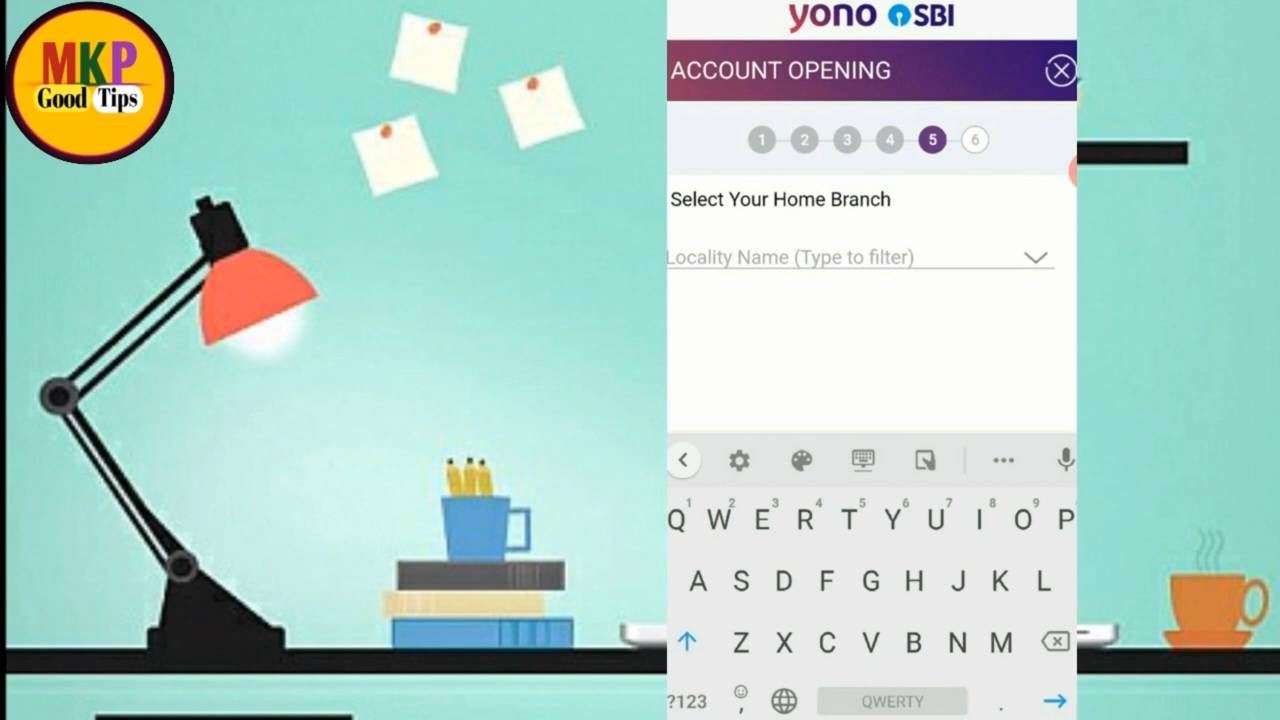 MKP
Good Tips
yono SBI
ACCOUNT OPENING
1 2 3 4 5 6
Select Your Home Branch
Locality Name (Type to filter)
1 2 3 4 5 6 7 8 9
Q W E R T Y U I O P
A S D F G H J K L
Z X C V B N M
?123 , QWERTY .